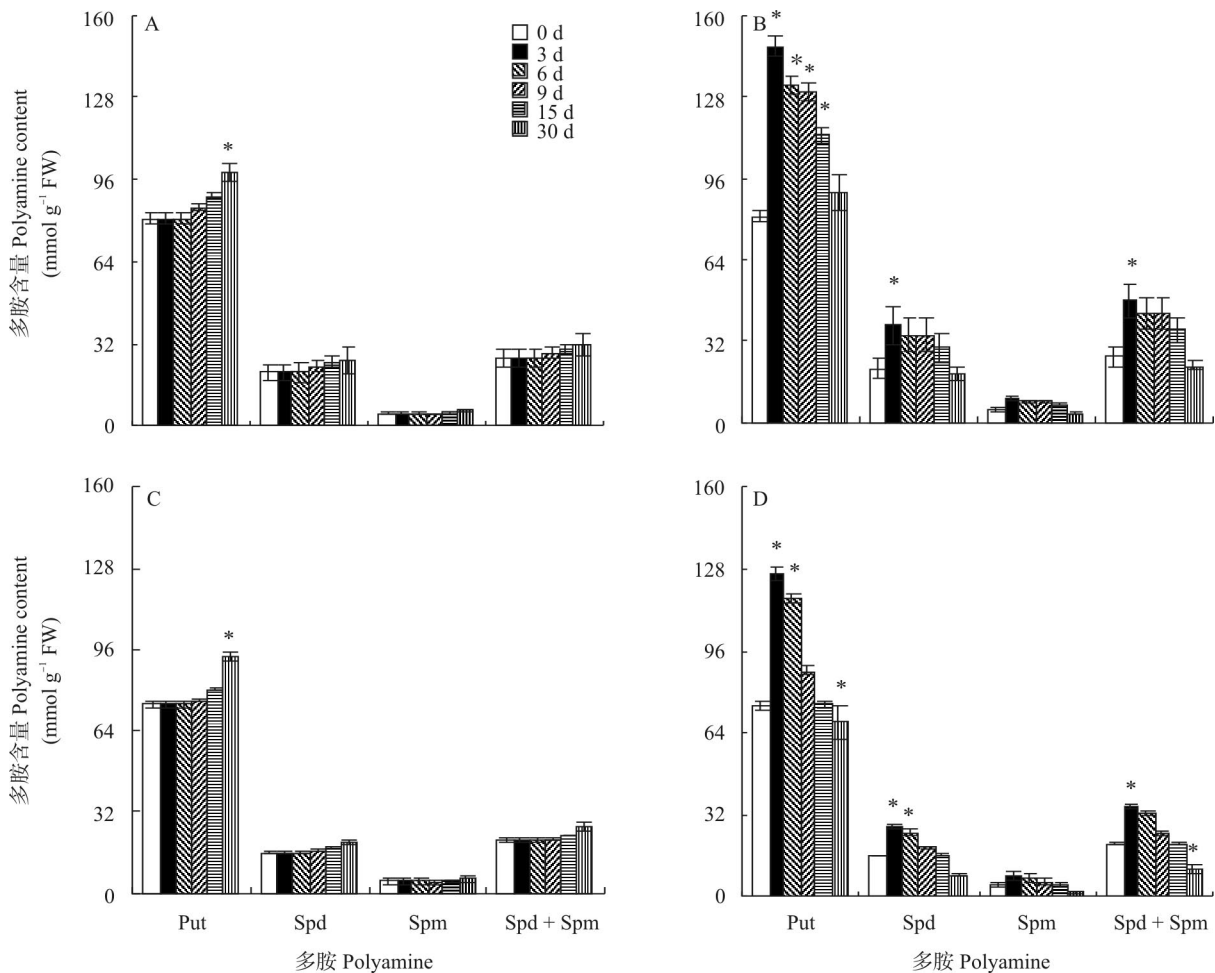 A
160
128
96
64
32
0
多胺含量 Polyamine content
(mmol g⁻¹ FW)
*
0 d
3 d
6 d
9 d
15 d
30 d
B
160
128
96
64
32
0
*
* *
*
*
*
C
160
128
96
64
32
0
多胺含量 Polyamine content
(mmol g⁻¹ FW)
*
Put Spd Spm Spd + Spm
多胺 Polyamine
D
160
128
96
64
32
0
*
*
*
* *
*
*
Put Spd Spm Spd + Spm
多胺 Polyamine